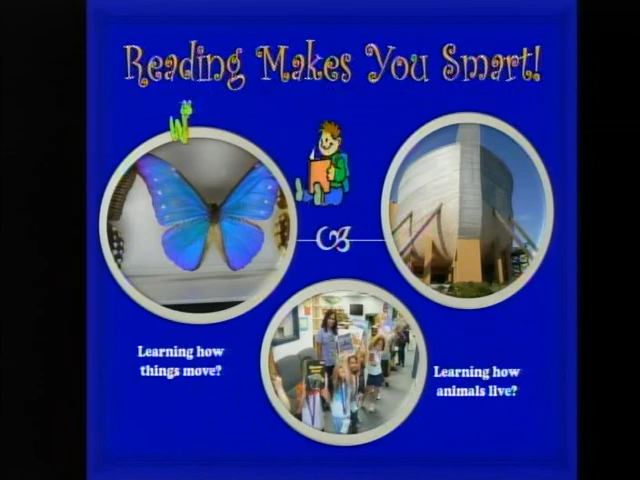 Reading Makes You Smart!
Learning how
things move?
Learning how
animals live?